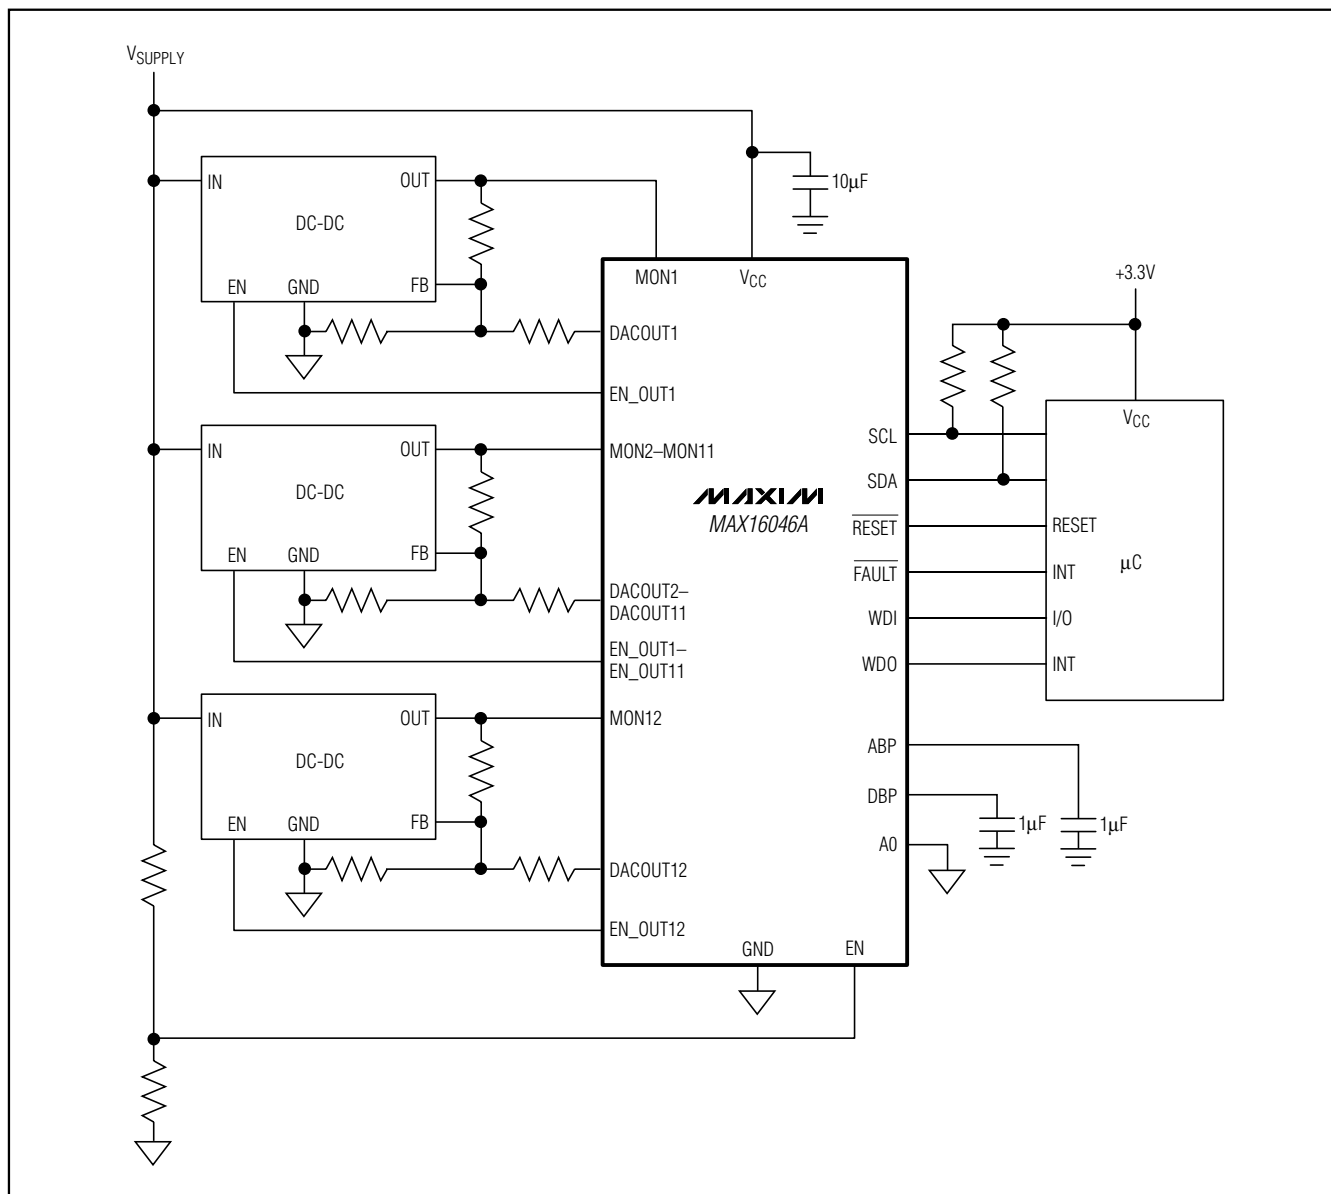 VSUPPLY
IN
OUT
DC-DC
EN
GND
FB
10µF
MON1
VCC
DACOUT1
EN_OUT1
+3.3V
IN
OUT
DC-DC
EN
GND
FB
MON2–MON11
DACOUT2–
DACOUT11
EN_OUT1–
EN_OUT11
MAXIM
MAX16046A
SCL
SDA
RESET
FAULT
WDI
WDO
VCC
RESET
INT
µC
I/O
INT
IN
OUT
DC-DC
EN
GND
FB
MON12
DACOUT12
EN_OUT12
ABP
DBP
A0
1µF
1µF
GND
EN